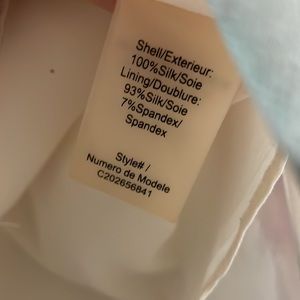 Shell/Exterieur:
100%Silk/Soie
Lining/Doublure:
93%Silk/Soie
7%Spandex/
Spandex
Style# /
Numero de Modele
C202656841